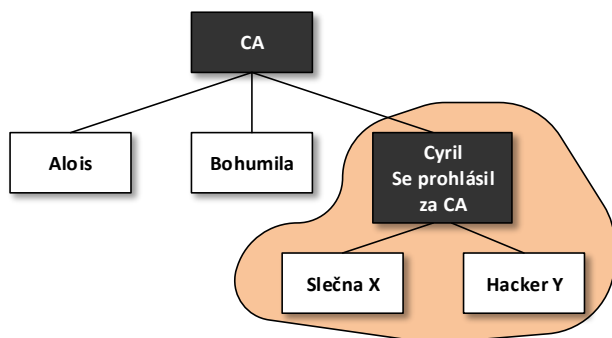 CA
Alois
Bohumila
Cyril
Se prohlásil
za CA
Slečna X
Hacker Y